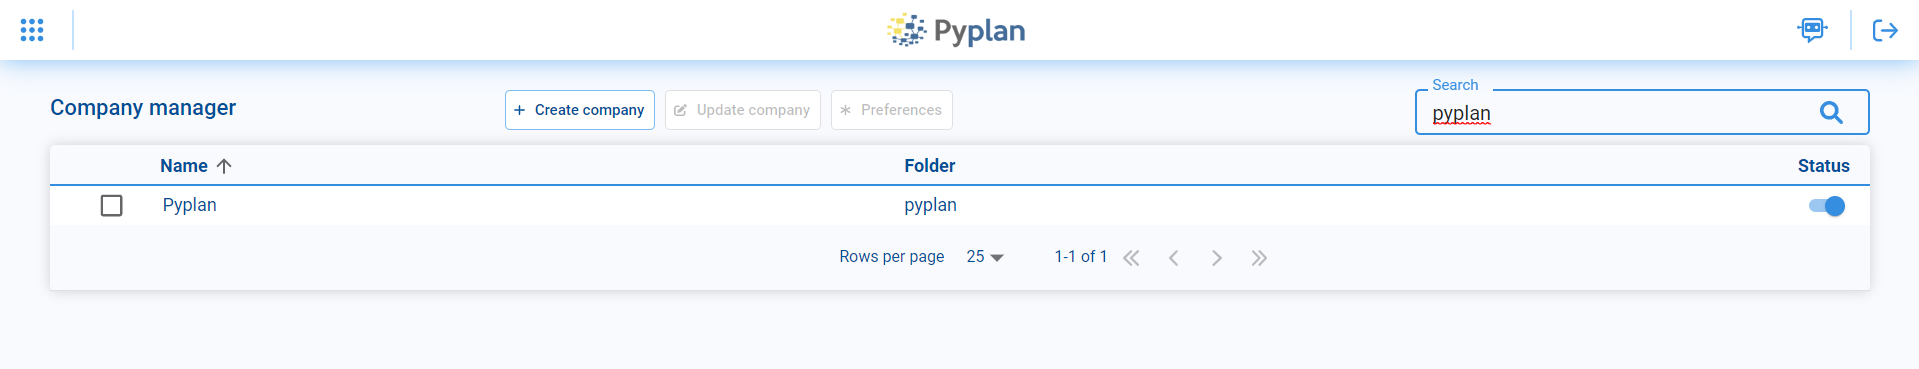 Pyplan
Company manager
Create company
Update company
Preferences
Search
pyplan
Name
Folder
Status
Pyplan
pyplan
Rows per page
25
1-1 of 1